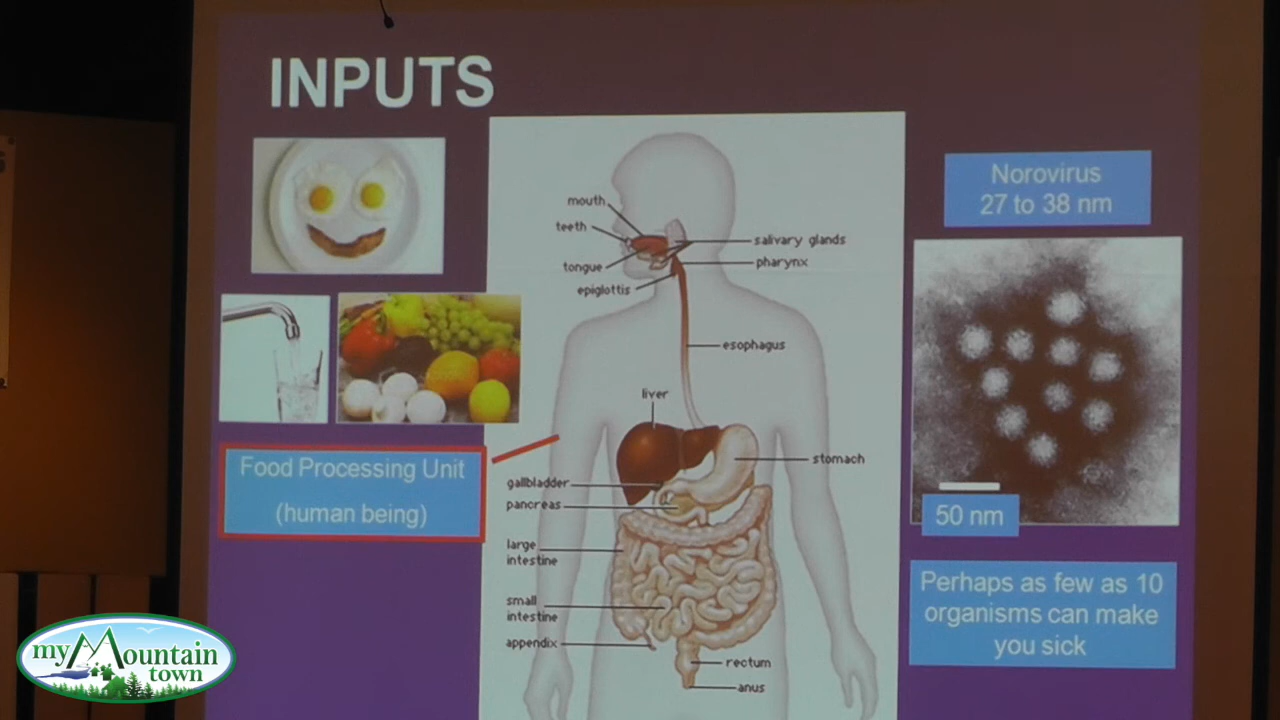 INPUTS
Norovirus
27 to 38 nm
mouth
teeth
tongue
epiglottis
salivary glands
pharynx
esophagus
liver
stomach
gallbladder
pancreas
large
intestine
small
intestine
appendix
rectum
anus
Food Processing Unit
(human being)
50 nm
Perhaps as few as 10
organisms can make
you sick
my Mountain
town